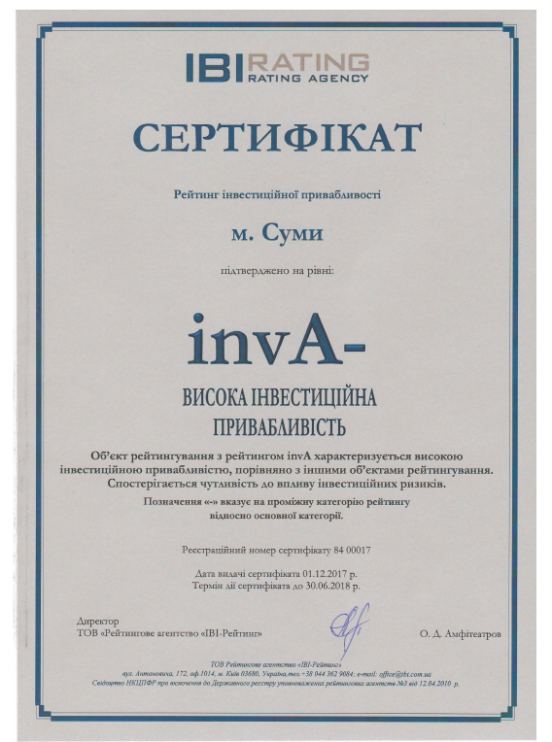 IBI RATING
RATING AGENCY
СЕРТИФІКАТ
Рейтинг інвестиційної привабливості
м. Суми
підтверджено на рівні:
invA-
ВИСОКА ІНВЕСТИЦІЙНА
ПРИВАБЛИВІСТЬ
Об'єкт рейтингування з рейтингом invA характеризується високою
інвестиційною привабливістю, порівняно з іншими об'єктами рейтингування.
Спостерігається чутливість до впливу інвестиційних ризиків.
Позначення «-» вказує на проміжну категорію рейтингу
відносно основної категорії.
Реєстраційний номер сертифікату 84 00017
Дата видачі сертифіката 01.12.2017 р.
Термін дії сертифіката до 30.06.2018 р.
Директор
ТОВ «Рейтингове агентство «ІВІ-Рейтинг»
О. Д. Амфітеатров
ТОВ Рейтингове агентство «ІВІ-Рейтинг»
вул. Антоновича, 172, оф.1014, м. Київ 03680, Україна, тел.+38 044 362 9084; e-mail: office@ibi.com.ua
Свідоцтво НКЦПФР про включення до Державного реєстру уповноважених рейтингових агентств №3 від 12.04.2010 р.